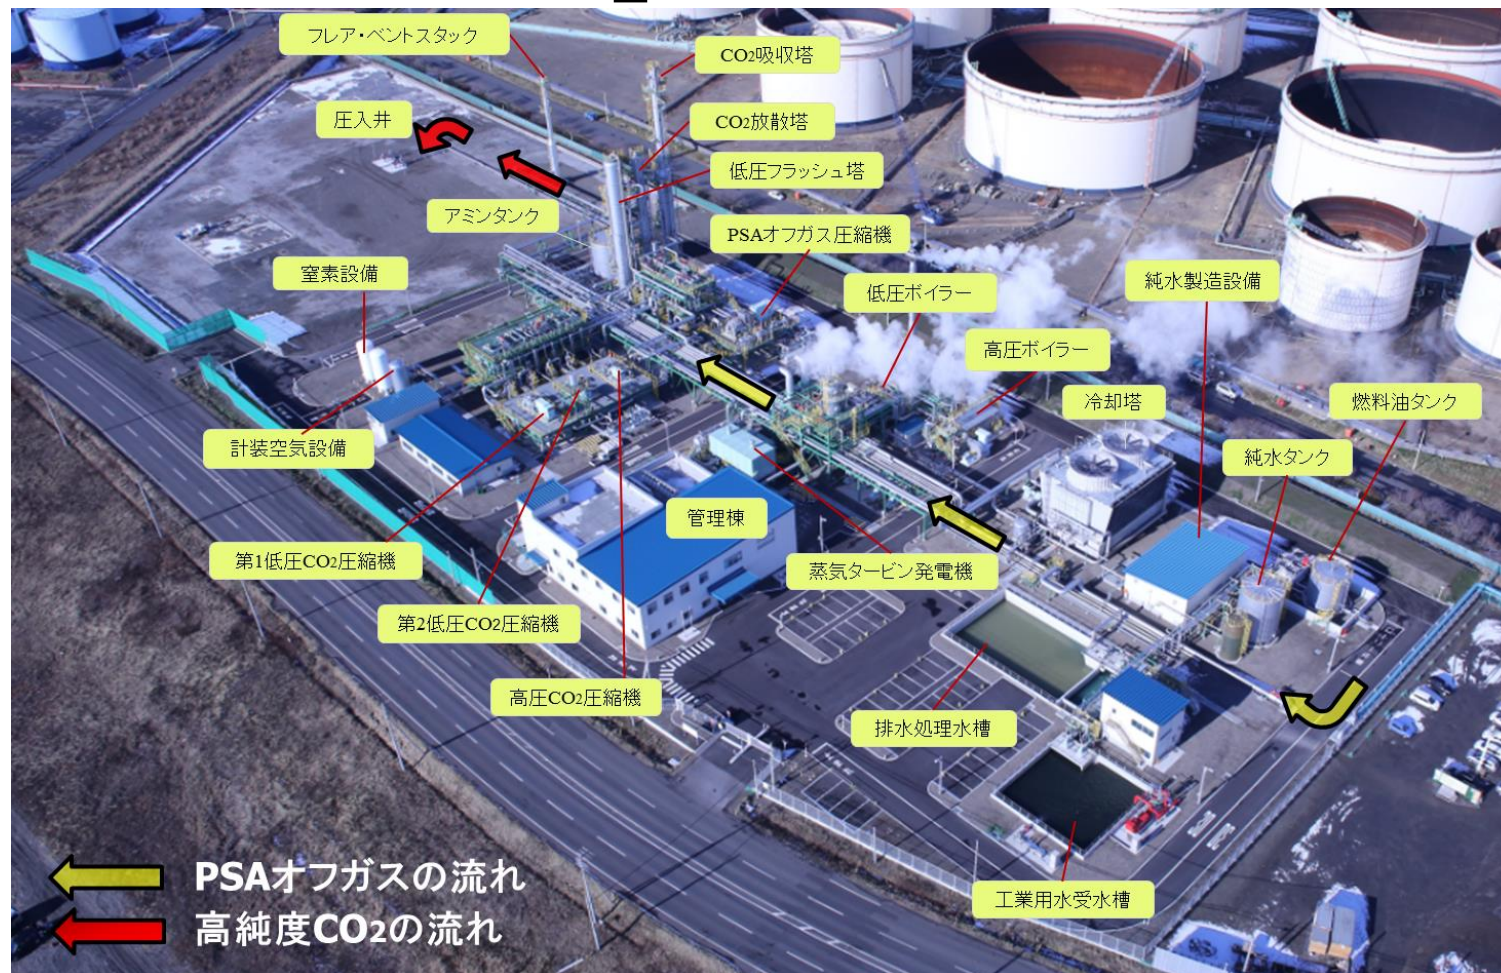 フレア・ベントスタック
CO2吸収塔
圧入井
CO2放散塔
低圧フラッシュ塔
アミンタンク
PSAオフガス圧縮機
窒素設備
低圧ボイラー
純水製造設備
高圧ボイラー
冷却塔
燃料油タンク
計装空気設備
純水タンク
管理棟
第1低圧CO2圧縮機
蒸気タービン発電機
第2低圧CO2圧縮機
高圧CO2圧縮機
排水処理水槽
工業用水受水槽
PSAオフガスの流れ
高純度CO2の流れ